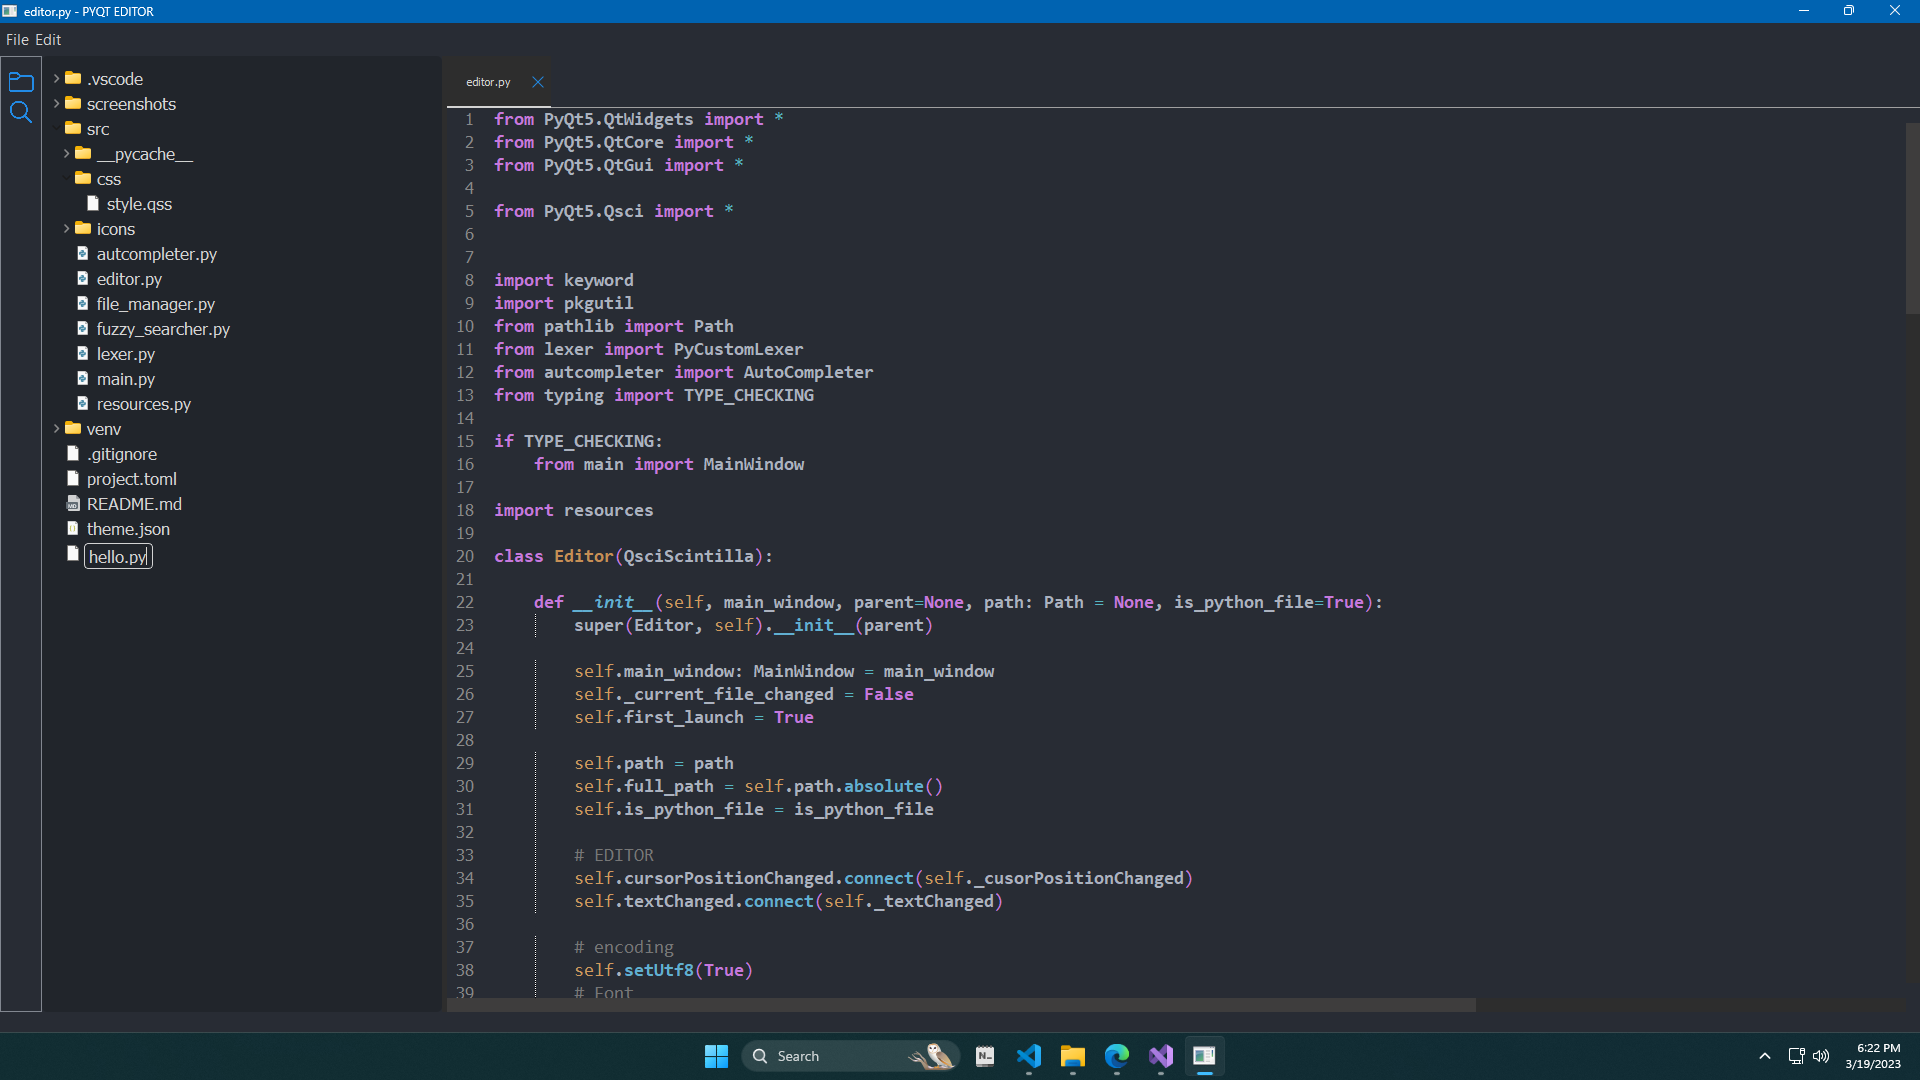 editor.py - PYQT EDITOR
File Edit
.vscode
screenshots
src
__pycache__
css
style.qss
icons
autcompleter.py
editor.py
file_manager.py
fuzzy_searcher.py
lexer.py
main.py
resources.py
venv
.gitignore
project.toml
README.md
theme.json
hello.py
editor.py
1 from PyQt5.QtWidgets import *
2 from PyQt5.QtCore import *
3 from PyQt5.QtGui import *
4
5 from PyQt5.Qsci import *
6
7
8 import keyword
9 import pkgutil
10 from pathlib import Path
11 from lexer import PyCustomLexer
12 from autcompleter import AutoCompleter
13 from typing import TYPE_CHECKING
14
15 if TYPE_CHECKING:
16     from main import MainWindow
17
18 import resources
19
20 class Editor(QsciScintilla):
21
22     def __init__(self, main_window, parent=None, path: Path = None, is_python_file=True):
23         super(Editor, self).__init__(parent)
24
25         self.main_window: MainWindow = main_window
26         self._current_file_changed = False
27         self.first_launch = True
28
29         self.path = path
30         self.full_path = self.path.absolute()
31         self.is_python_file = is_python_file
32
33         # EDITOR
34         self.cursorPositionChanged.connect(self._cusorPositionChanged)
35         self.textChanged.connect(self._textChanged)
36
37         # encoding
38         self.setUtf8(True)
39         # Font
Search
6:22 PM
3/19/2023